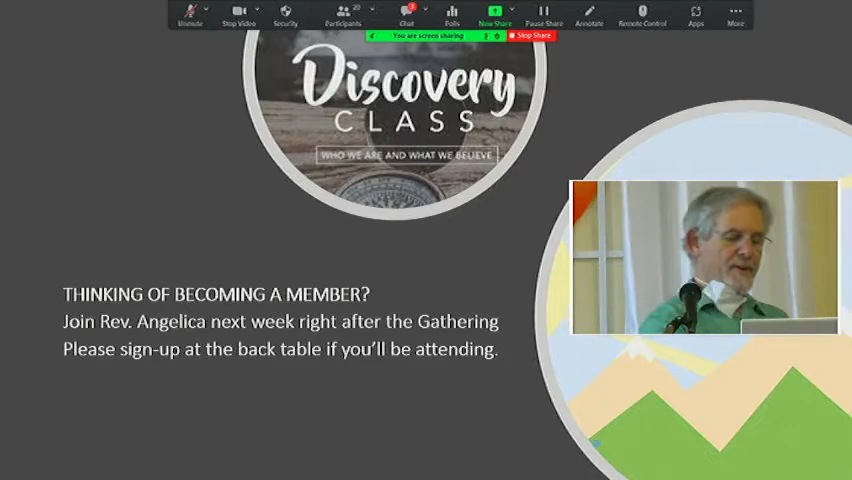 Unmute
Stop Video
Security
20
Participants
3
Chat
Polls
New Share
Pause Share
Annotate
Remote Control
Apps
More
You are screen sharing
Stop Share
Discovery
CLASS
WHO WE ARE AND WHAT WE BELIEVE
THINKING OF BECOMING A MEMBER?
Join Rev. Angelica next week right after the Gathering
Please sign-up at the back table if you'll be attending.